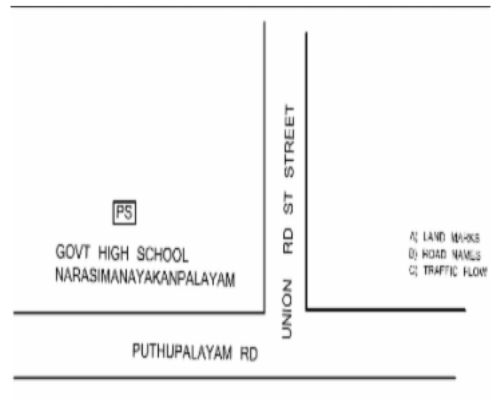 PS
GOVT HIGH SCHOOL
NARASIMANAYAKANPALAYAM
UNION RD ST STREET
A) LAND MARKS
B) ROAD NAMES
C) TRAFFIC FLOW
PUTHUPALAYAM RD